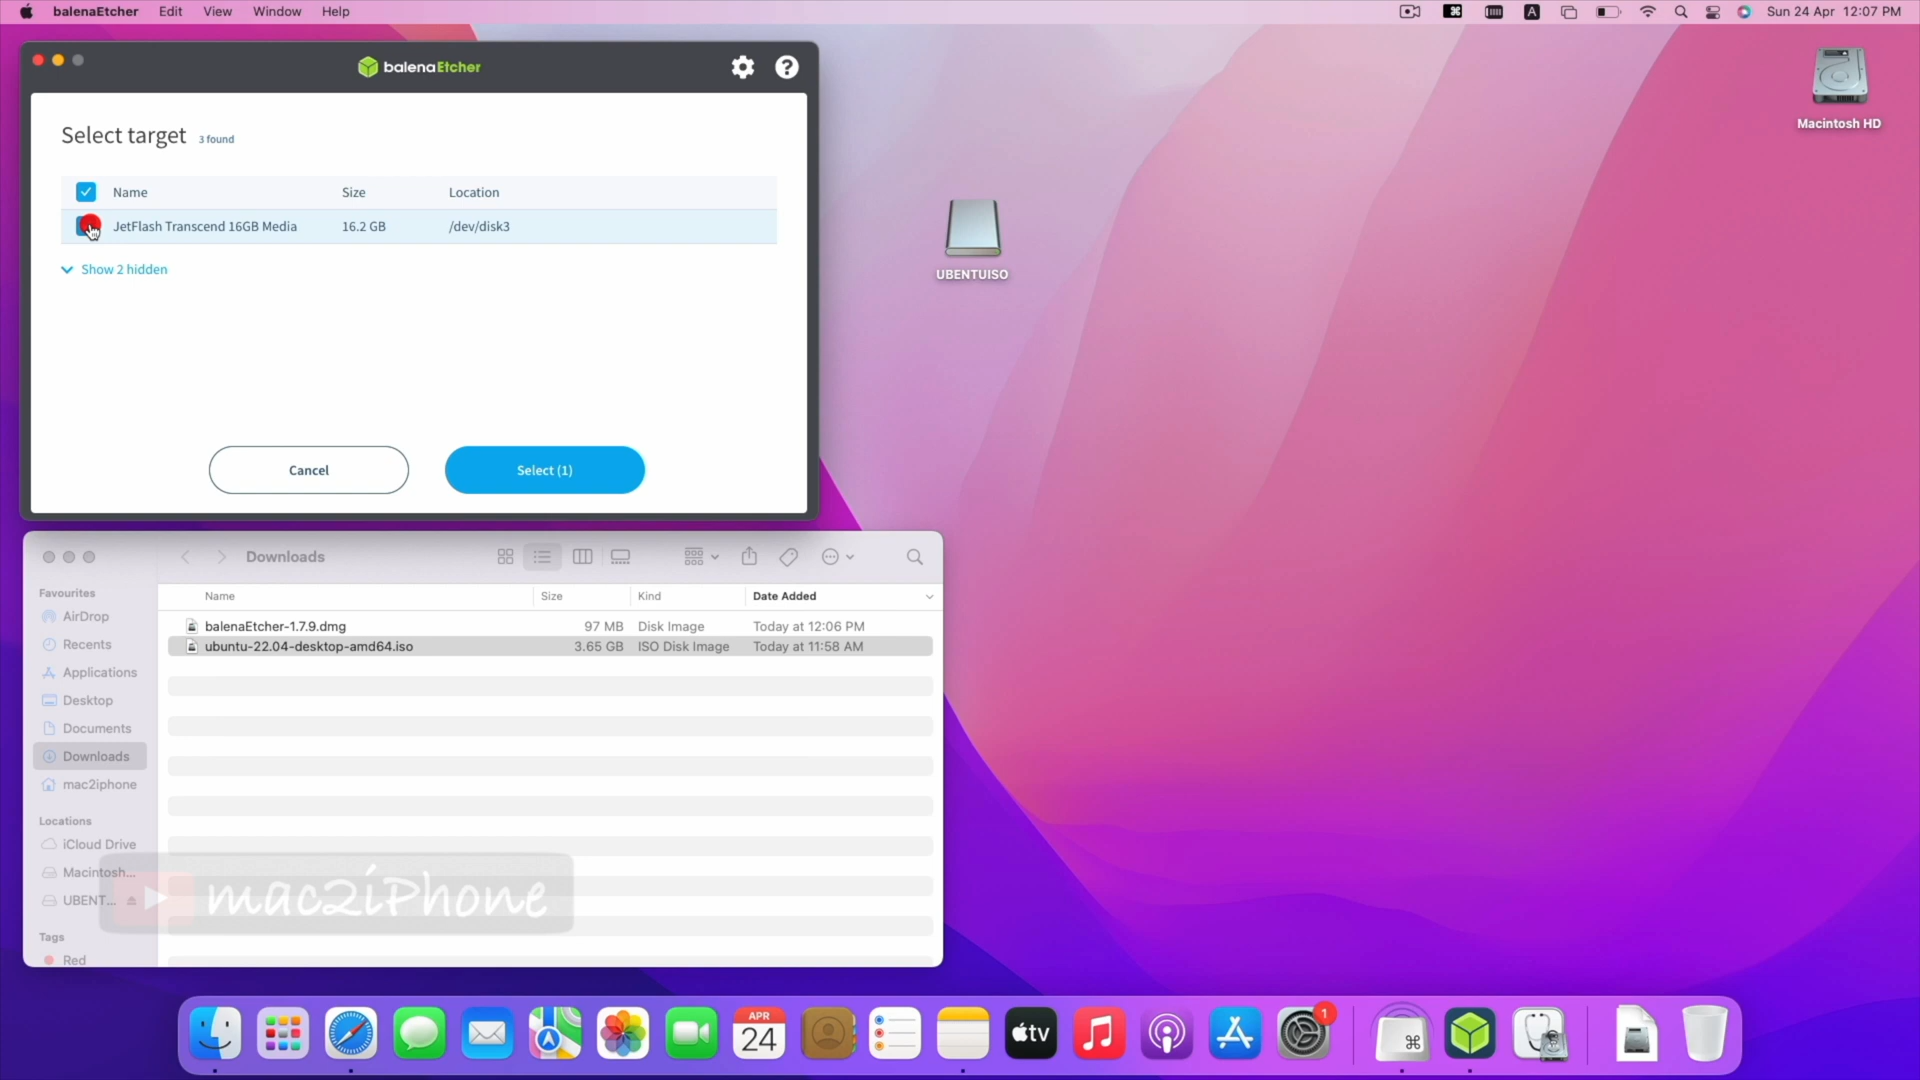 balenaEtcher Edit View Window Help
A Sun 24 Apr 12:07 PM
balenaEtcher
Select target 3 found
Name Size Location
JetFlash Transcend 16GB Media 16.2 GB /dev/disk3
Show 2 hidden
Cancel Select (1)
Macintosh HD
UBENTUISO
Downloads
Favourites
AirDrop
Recents
Applications
Desktop
Documents
Downloads
mac2iphone
Locations
iCloud Drive
Macintosh...
UBENT...
Tags
Red
Name Size Kind Date Added
balenaEtcher-1.7.9.dmg 97 MB Disk Image Today at 12:06 PM
ubuntu-22.04-desktop-amd64.iso 3.65 GB ISO Disk Image Today at 11:58 AM
mac2iPhone
APR
24
tv
1
⌘